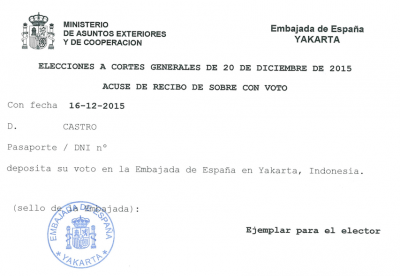 MINISTERIO
DE ASUNTOS EXTERIORES
Y DE COOPERACION
Embajada de España
YAKARTA
ELECCIONES A CORTES GENERALES DE 20 DE DICIEMBRE DE 2015
ACUSE DE RECIBO DE SOBRE CON VOTO
Con fecha 16-12-2015
D. CASTRO
Pasaporte / DNI nº
deposita su voto en la Embajada de España en Yakarta, Indonesia.
(sello de la Embajada):
EMBAJADA DE ESPAÑA
YAKARTA
Ejemplar para el elector